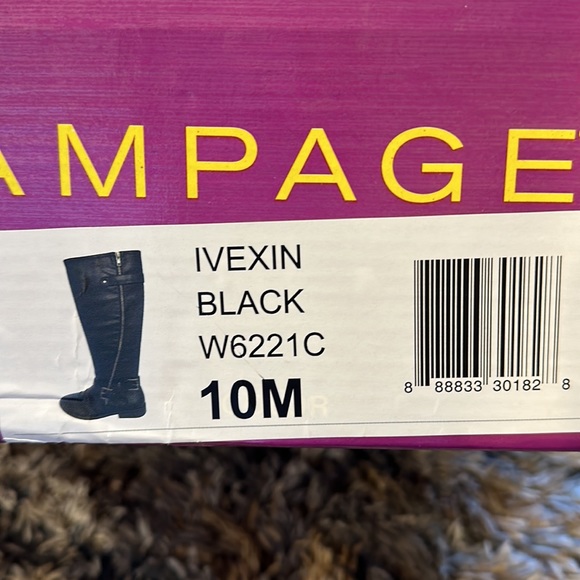 AMPAGE
IVEXIN
BLACK
W6221C
10M
8 88833 30182 8